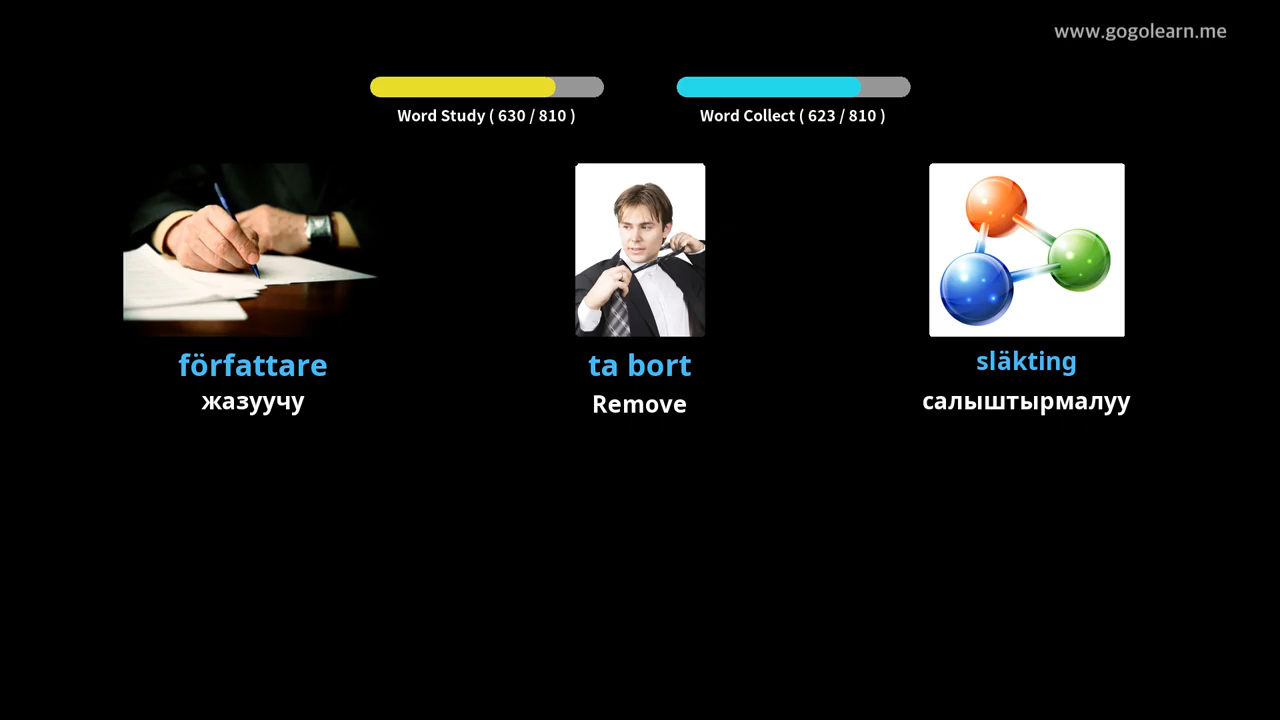 www.gogolearn.me
Word Study ( 630 / 810 )
Word Collect ( 623 / 810 )
författare
жазуучу
ta bort
Remove
släkting
салыштырмалуу